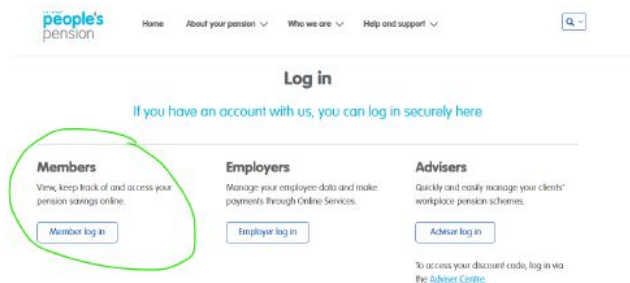 people's
pension
Home About your pension Who we are Help and support
Log in
If you have an account with us, you can log in securely here
Members
View, keep track of and access your
pension savings online.
Member log in
Employers
Manage your employee data and make
payments through Online Services.
Employer log in
Advisers
Quickly and easily manage your clients'
workplace pension schemes.
Adviser log in
To access your discount code, log in via
the Adviser Centre.